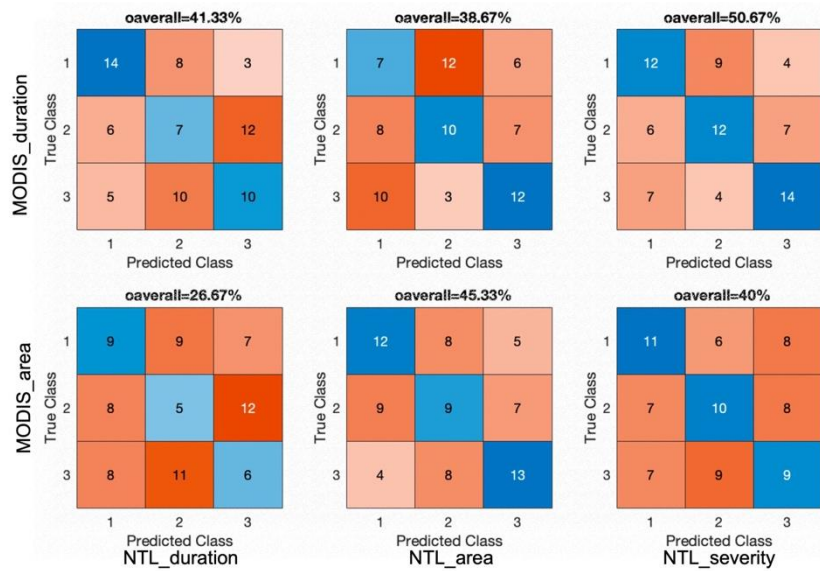 oaverall=41.33% oaverall=38.67% oaverall=50.67%
MODIS_duration
True Class True Class True Class
1 14 8 3 1 7 12 6 1 12 9 4
2 6 7 12 2 8 10 7 2 6 12 7
3 5 10 10 3 10 3 12 3 7 4 14
1 2 3 1 2 3 1 2 3
Predicted Class Predicted Class Predicted Class
oaverall=26.67% oaverall=45.33% oaverall=40%
MODIS_area
True Class True Class True Class
1 9 9 7 1 12 8 5 1 11 6 8
2 8 5 12 2 9 9 7 2 7 10 8
3 8 11 6 3 4 8 13 3 7 9 9
1 2 3 1 2 3 1 2 3
Predicted Class Predicted Class Predicted Class
NTL_duration NTL_area NTL_severity